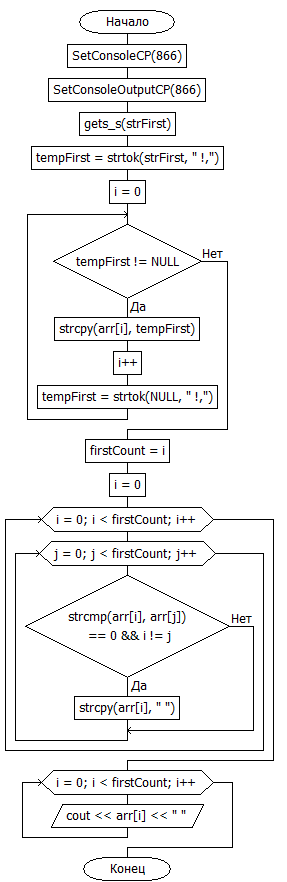 Начало
SetConsoleCP(866)
SetConsoleOutputCP(866)
gets_s(strFirst)
tempFirst = strtok(strFirst, " !,")
i = 0
tempFirst != NULL
Нет
Да
strcpy(arr[i], tempFirst)
i++
tempFirst = strtok(NULL, " !,")
firstCount = i
i = 0
i = 0; i < firstCount; i++
j = 0; j < firstCount; j++
strcmp(arr[i], arr[j])
== 0 && i != j
Нет
Да
strcpy(arr[i], " ")
i = 0; i < firstCount; i++
cout << arr[i] << " "
Конец